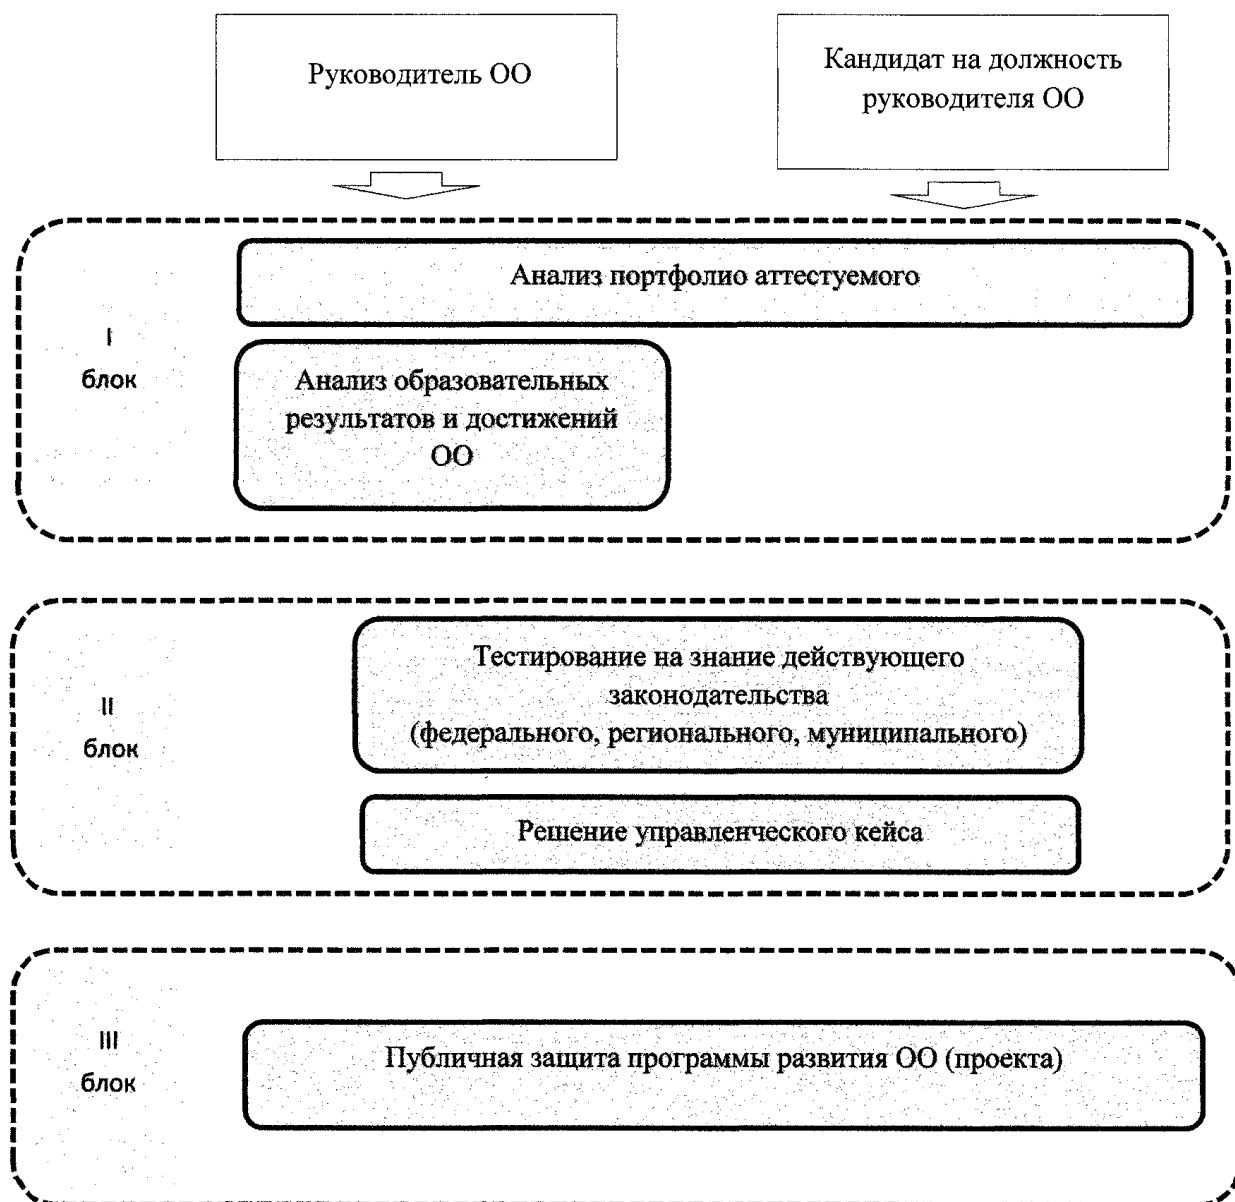 Руководитель ОО
Кандидат на должность
руководителя ОО
I
блок
Анализ портфолио аттестуемого
Анализ образовательных
результатов и достижений
ОО
II
блок
Тестирование на знание действующего
законодательства
(федерального, регионального, муниципального)
Решение управленческого кейса
III
блок
Публичная защита программы развития ОО (проекта)